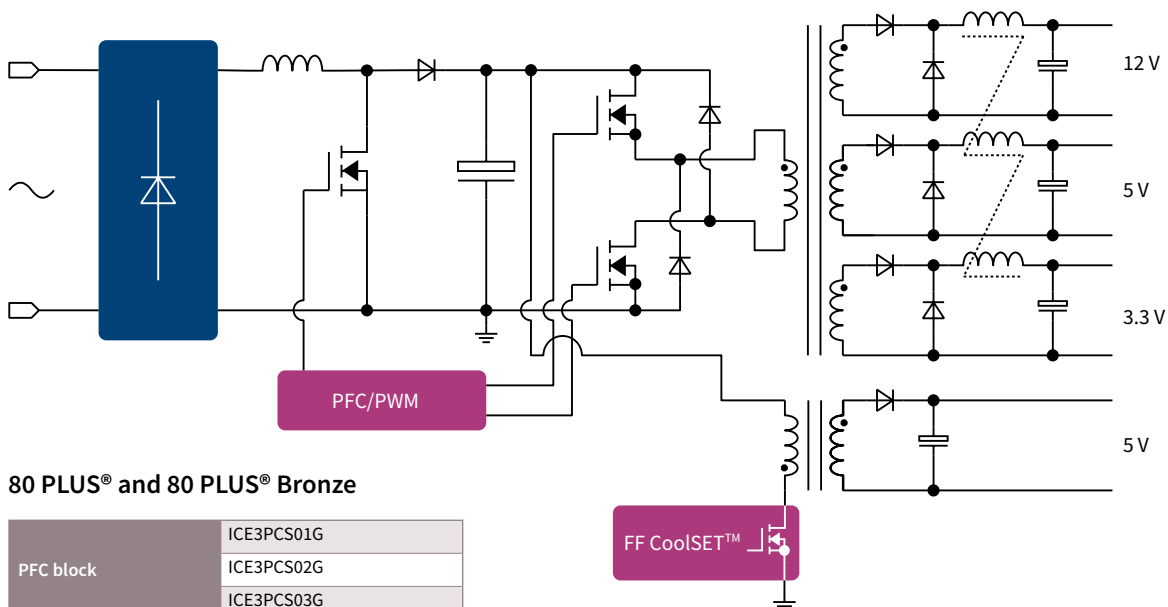 12 V
5 V
3.3 V
PFC/PWM
5 V
80 PLUS® and 80 PLUS® Bronze
FF CoolSET™
PFC block
ICE3PCS01G
ICE3PCS02G
ICE3PCS03G